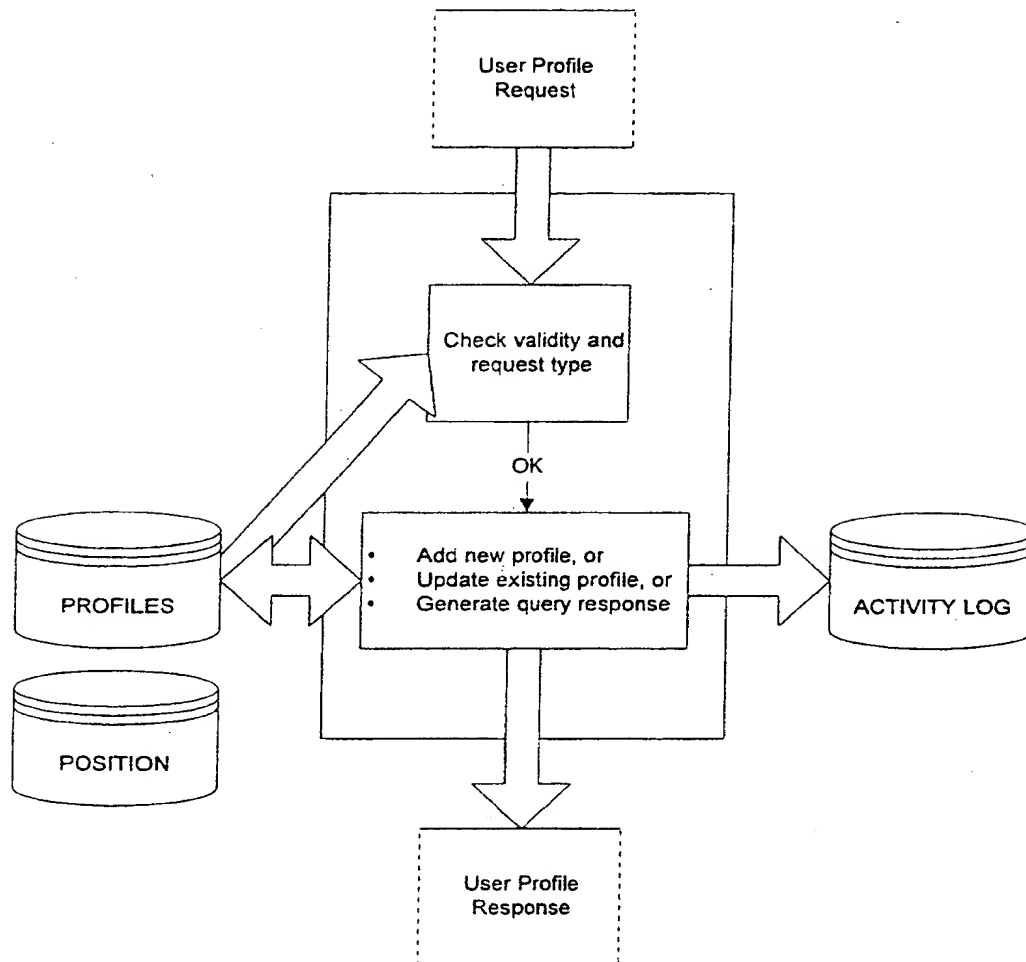 User Profile
Request
Check validity and
request type
OK
• Add new profile, or
• Update existing profile, or
• Generate query response
PROFILES
ACTIVITY LOG
POSITION
User Profile
Response